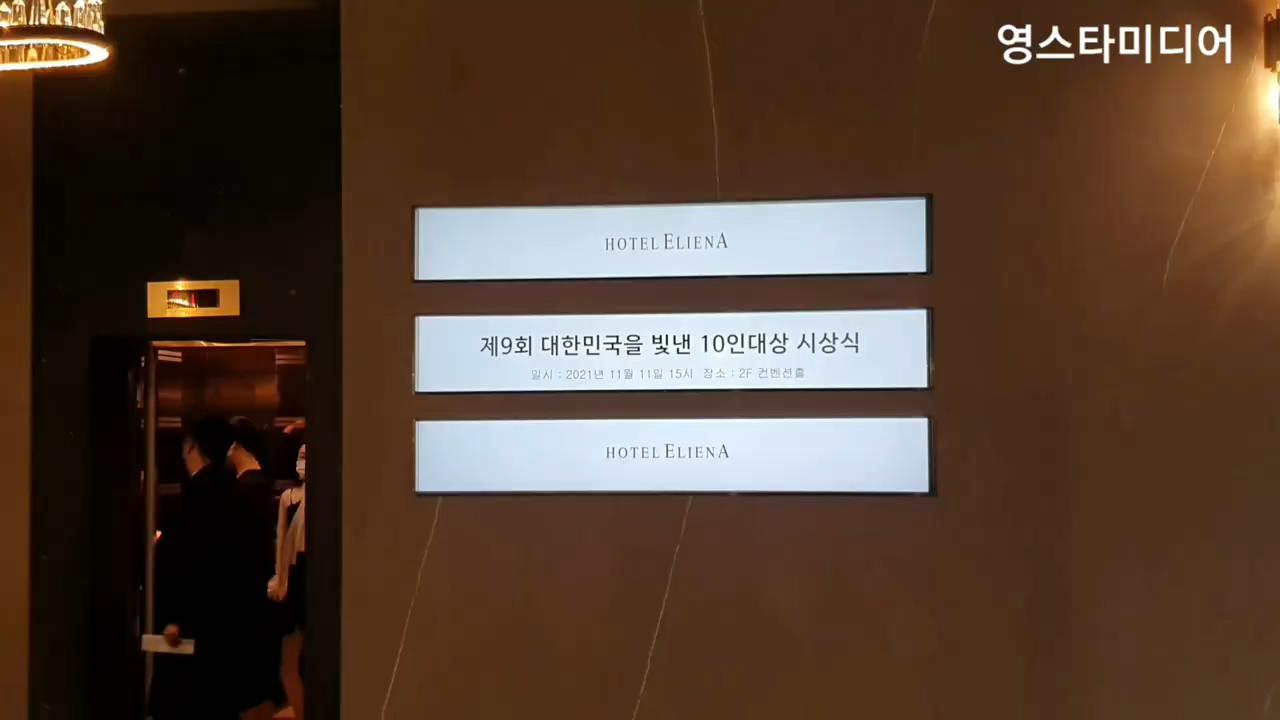 영스타미디어
HOTEL ELIENA
제9회 대한민국을 빛낸 10인대상 시상식
일시 : 2021년 11월 11일 15시 장소 : 2F 컨벤션홀
HOTEL ELIENA